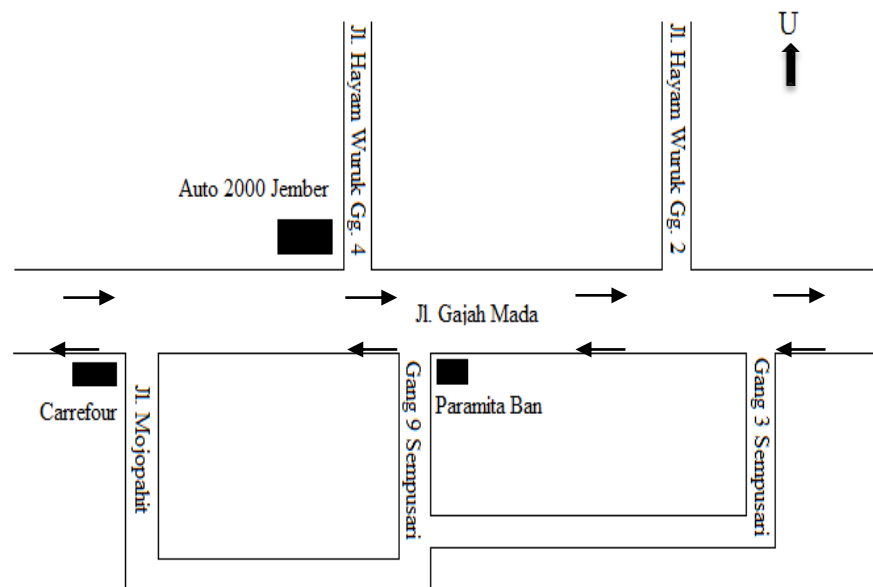 U
Jl. Hayam Wuruk Gg. 4
Jl. Hayam Wuruk Gg. 2
Auto 2000 Jember
Jl. Gajah Mada
Carrefour
Jl. Mojopahit
Gang 9 Sempusari
Paramita Ban
Gang 3 Sempusari